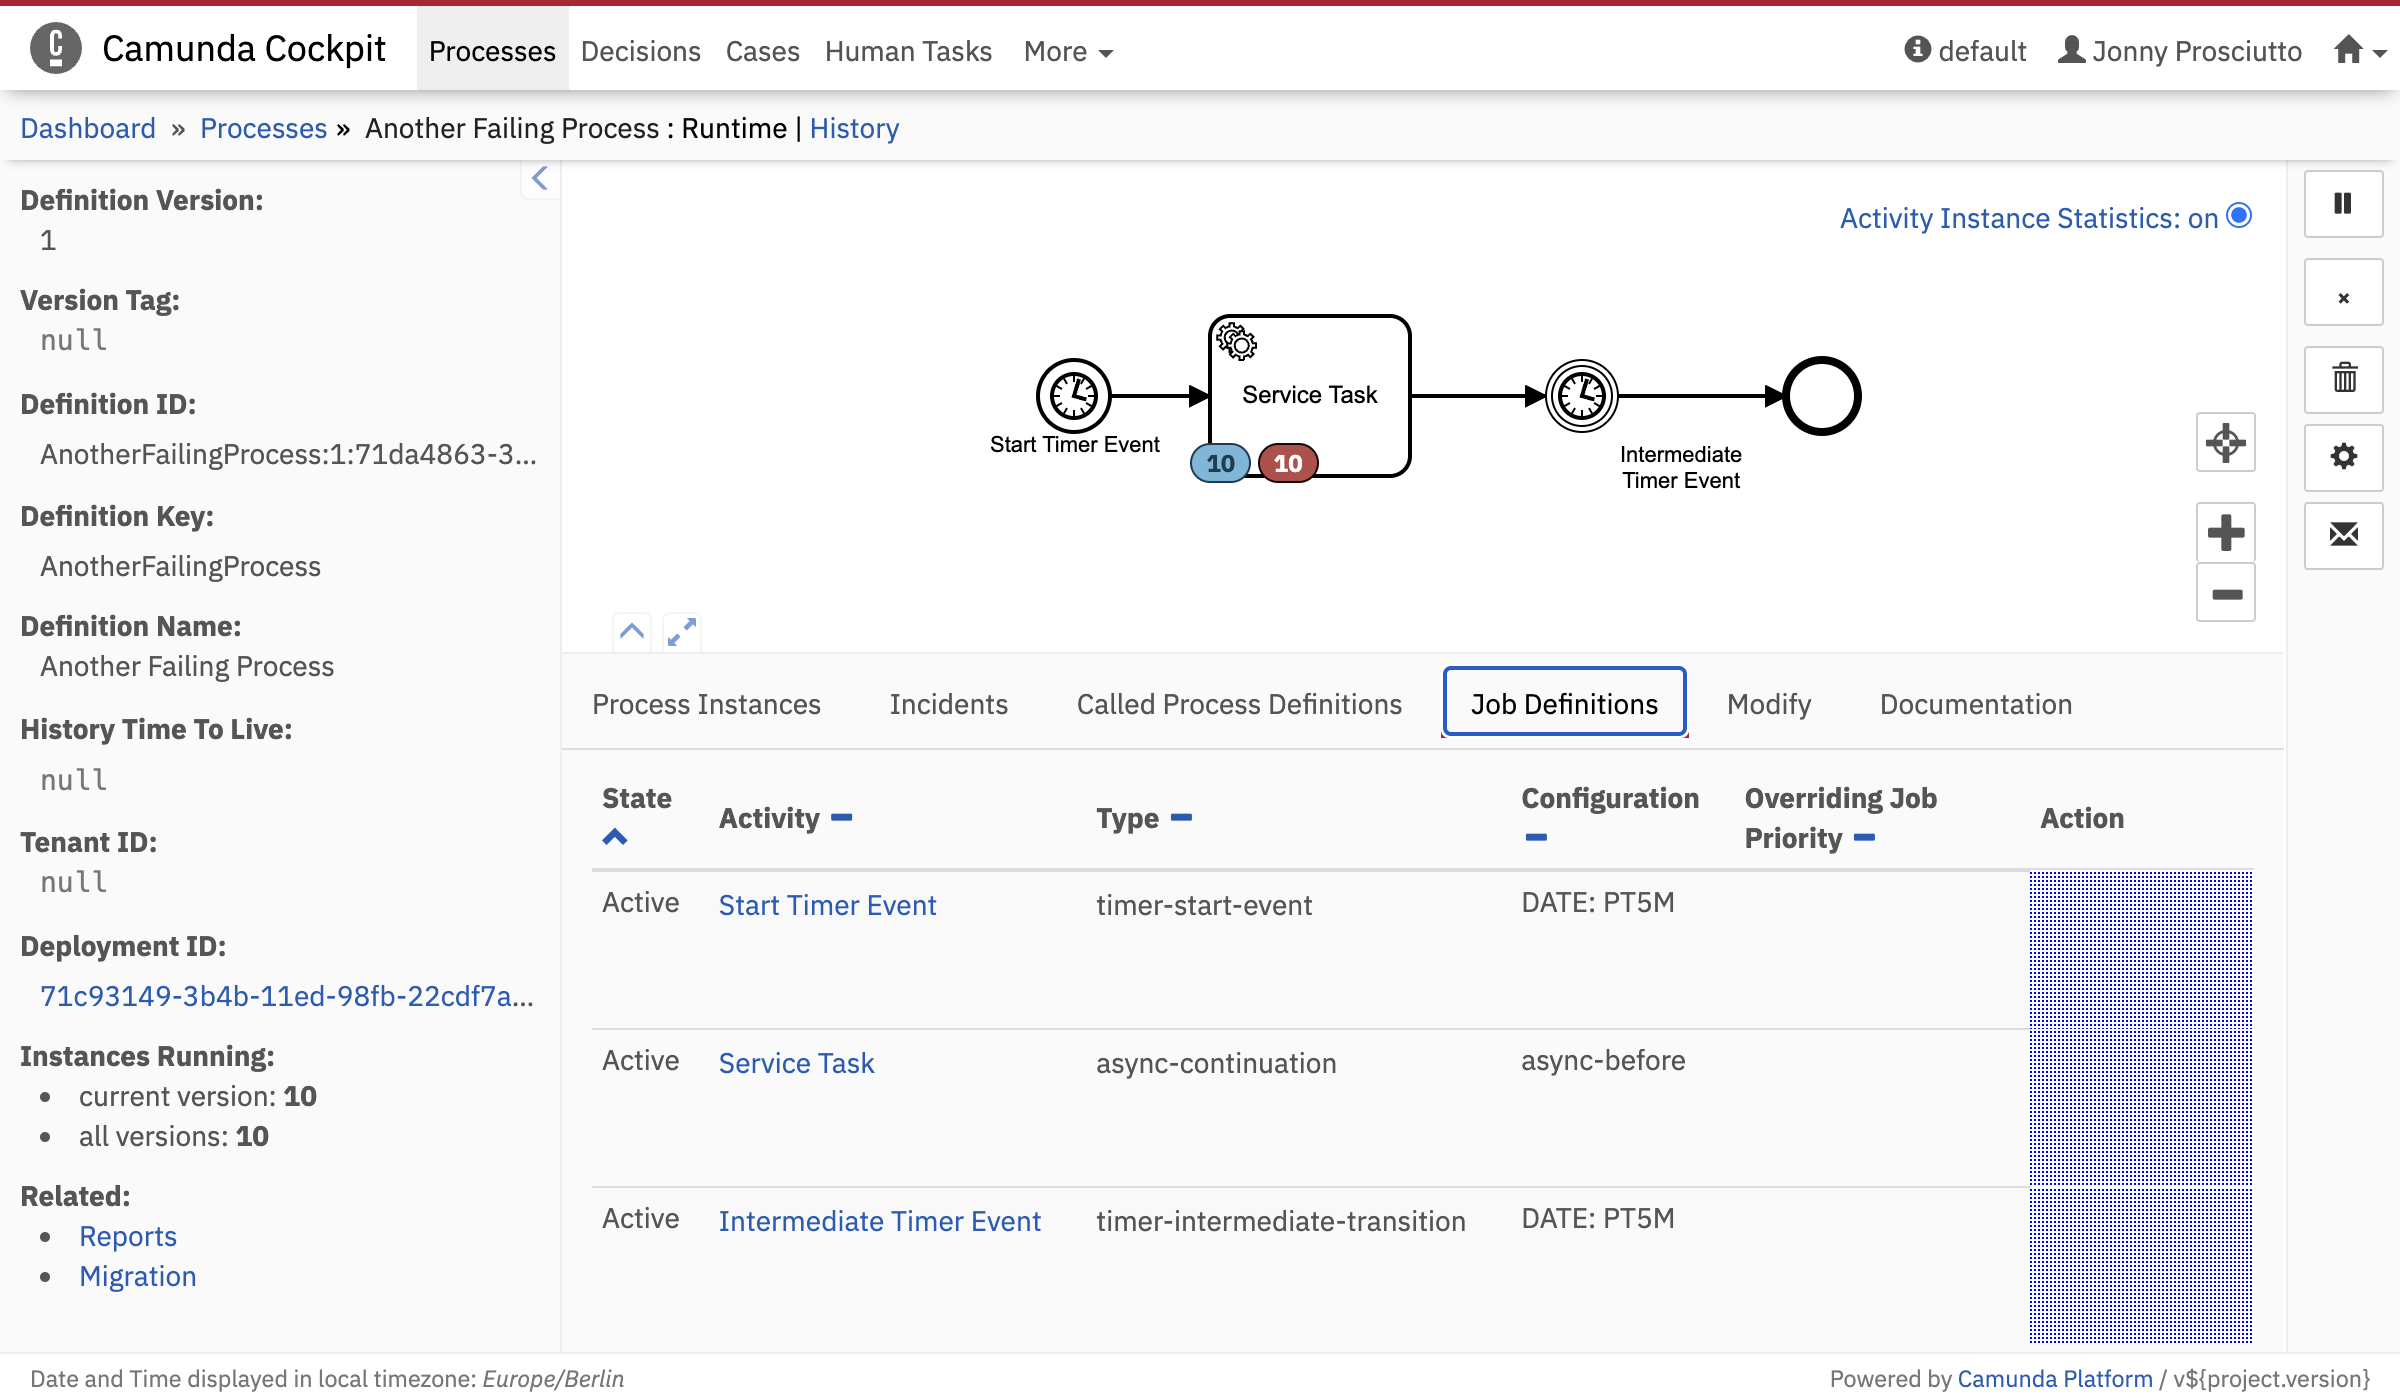 Camunda Cockpit Processes Decisions Cases Human Tasks More default Jonny Prosciutto
Dashboard » Processes » Another Failing Process : Runtime | History
Definition Version:
1
Version Tag:
null
Definition ID:
AnotherFailingProcess:1:71da4863-3...
Definition Key:
AnotherFailingProcess
Definition Name:
Another Failing Process
History Time To Live:
null
Tenant ID:
null
Deployment ID:
71c93149-3b4b-11ed-98fb-22cdf7a...
Instances Running:
current version: 10
all versions: 10
Related:
Reports
Migration
Activity Instance Statistics: on
Start Timer Event
Service Task
10 10
Intermediate
Timer Event
Process Instances Incidents Called Process Definitions Job Definitions Modify Documentation
State Activity Type Configuration Overriding Job Priority Action
Active Start Timer Event timer-start-event DATE: PT5M
Active Service Task async-continuation async-before
Active Intermediate Timer Event timer-intermediate-transition DATE: PT5M
Date and Time displayed in local timezone: Europe/Berlin
Powered by Camunda Platform / v${project.version}